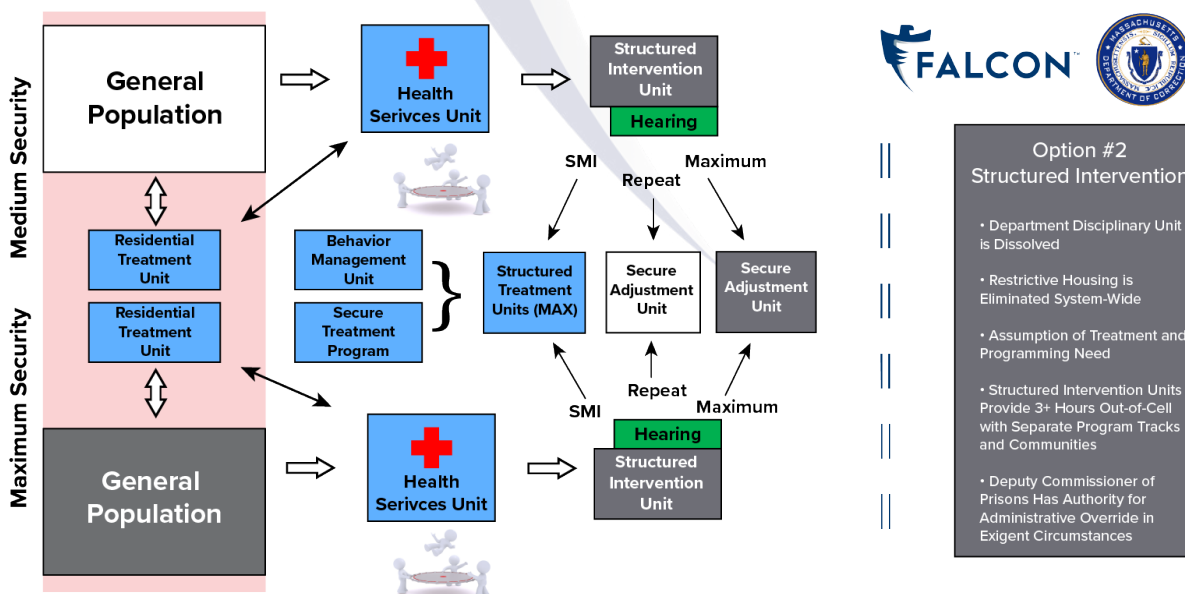 Medium Security
General
Population
Health
Serivces Unit
Structured
Intervention
Unit
Hearing
SMI
Repeat
Maximum
Residential
Treatment
Unit
Behavior
Management
Unit
Structured
Treatment
Units (MAX)
Secure
Adjustment
Unit
Secure
Adjustment
Unit
Maximum Security
Residential
Treatment
Unit
Secure
Treatment
Program
SMI
Repeat
Maximum
General
Population
Health
Serivces Unit
Hearing
Structured
Intervention
Unit
FALCON™
MASSACHUSETTS
DEPARTMENT OF CORRECTION
Option #2
Structured Intervention
• Department Disciplinary Unit
is Dissolved
• Restrictive Housing is
Eliminated System-Wide
• Assumption of Treatment and
Programming Need
• Structured Intervention Units
Provide 3+ Hours Out-of-Cell
with Separate Program Tracks
and Communities
• Deputy Commissioner of
Prisons Has Authority for
Administrative Override in
Exigent Circumstances